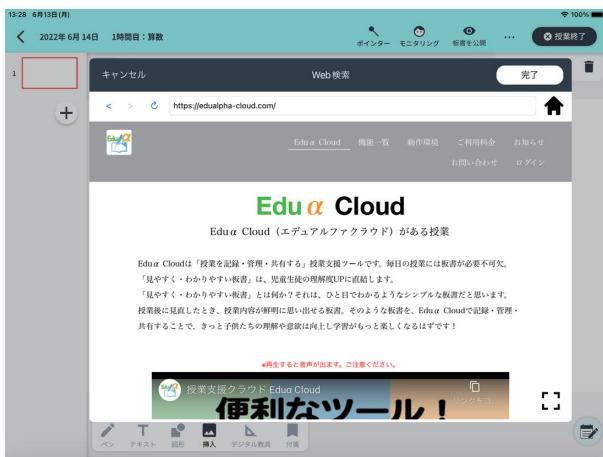 13:28 6月13日(月)
100%
2022年 6月 14日 1時間目：算数
ポインター モニタリング 板書を公開 … 授業終了
1
キャンセル Web検索 完了
< > https://edualpha-cloud.com/
Eduα
Eduα Cloud 機能一覧 動作環境 ご利用料金 お知らせ
お問い合わせ ログイン
Edu α Cloud
Eduα Cloud（エデュアルファクラウド）がある授業
Eduα Cloudは「授業を記録・管理・共有する」授業支援ツールです。毎日の授業には板書が必要不可欠。
「見やすく・わかりやすい板書」は、児童生徒の理解度UPに直結します。
「見やすく・わかりやすい板書」とは何か？それは、ひと目でわかるようなシンプルな板書だと思います。
授業後に見直したとき、授業内容が鮮明に思い出せる板書。そのような板書を、Eduα Cloudで記録・管理・
共有することで、きっと子供たちの理解や意欲は向上し学習がもっと楽しくなるはずです！
※再生すると音声が出ます。ご注意ください。
授業支援クラウド Eduα Cloud
リンクをコ
便利なツール！
ペン テキスト 図形 挿入 デジタル教具 付箋